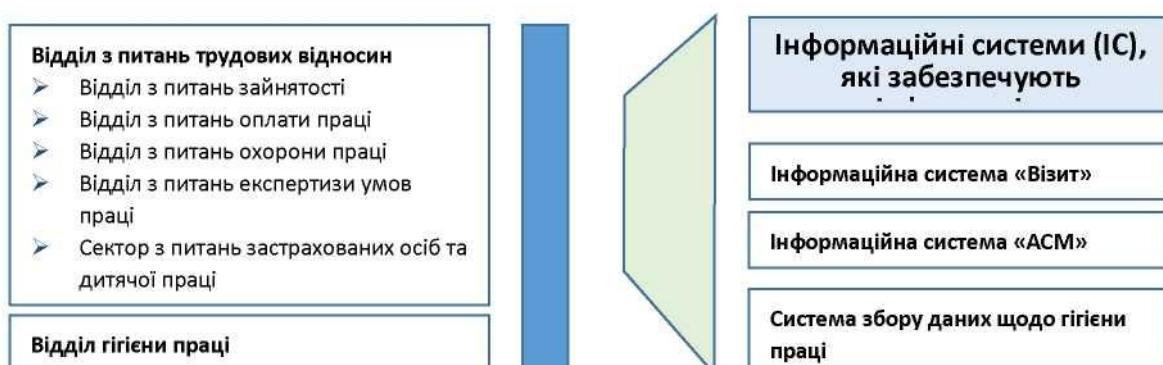 Відділ з питань трудових відносин
Відділ з питань зайнятості
Відділ з питань оплати праці
Відділ з питань охорони праці
Відділ з питань експертизи умов
праці
Сектор з питань застрахованих осіб та
дитячої праці
Відділ гігієни праці
Інформаційні системи (ІС),
які забезпечують
Інформаційна система «Візит»
Інформаційна система «АСМ»
Система збору даних щодо гігієни
праці